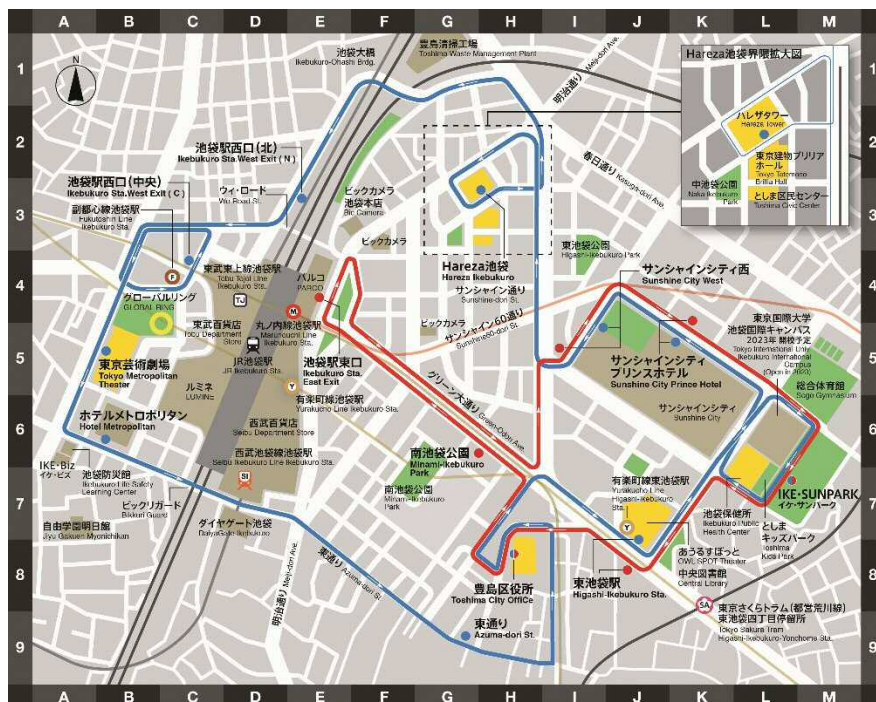 A B C D E F G H I J K L M
1
2
3
4
5
6
7
8
9
N
池袋大橋
Ikebukuro-Ohashi Brdg.
豊島清掃工場
Toshima Waste Management Plant
明治通り Meiji-dori Ave.
春日通り Kasuga-dori Ave.
Hareza池袋界隈拡大図
ハレザタワー
Hareza Tower
東京建物ブリリア
ホール
Tokyo Tatemono
Brillia Hall
中池袋公園
Naka Ikebukuro
Park
としま
区民センター
Toshima Civic Center
池袋駅西口(北)
Ikebukuro Sta.West Exit ( N )
池袋駅西口(中央)
Ikebukuro Sta.West Exit ( C )
ウィ・ロード
We Road St.
副都心線池袋駅
Fukutoshin Line
Ikebukuro Sta.
F
ビックカメラ
池袋本店
Bic Camera
ビックカメラ
東武東上線池袋駅
Tobu Tojo Line
Ikebukuro Sta.
TJ
パルコ
PARCO
グローバルリング
GLOBAL RING
東武百貨店
Tobu Department
Store
丸ノ内線池袋駅
Marunouchi Line
Ikebukuro Sta.
M
JR池袋駅
JR Ikebukuro Sta.
池袋駅東口
Ikebukuro Sta.
East Exit
Hareza池袋
Hareza Ikebukuro
サンシャイン通り
Sunshine-dori St.
サンシャイン60通り
Sunshine60-dori St.
ビックカメラ
東池袋公園
Higashi-Ikebukuro Park
サンシャインシティ西
Sunshine City West
サンシャインシティ
プリンスホテル
Sunshine City Prince Hotel
サンシャインシティ
Sunshine City
東京国際大学
池袋国際キャンパス
2023年 開校予定
Tokyo International Univ.
Ikebukuro International
Campus
総合体育館
Sogo Gymnasium
東京芸術劇場
Tokyo Metropolitan
Theater
ルミネ
LUMINE
ホテルメトロポリタン
Hotel Metropolitan
有楽町線池袋駅
Yurakucho Line Ikebukuro Sta.
Y
西武百貨店
Seibu Department Store
西武池袋線池袋駅
Seibu Ikebukuro Line Ikebukuro Sta.
SI
グリーン大通り Green-Odori Ave.
南池袋公園
Minami-Ikebukuro
Park
南池袋公園
Minami-Ikebukuro
Park
IKE・Biz
イケ・ビズ
池袋防災館
Ikebukuro Life Safety
Learning Center
ビックリガード
Bikkuri Guard
自由学園明日館
Jiyu Gakuen Myonichikan
ダイヤゲート池袋
DaiyaGate Ikebukuro
東通り Azuma-dori St.
明治通り Meiji-dori Ave.
有楽町線東池袋駅
Yurakucho Line
Higashi-Ikebukuro
Sta.
Y
池袋保健所
Ikebukuro Public
Health Center
IKE・SUNPARK
イケ・サンパーク
としま
キッズパーク
Toshima
Kids Park
あうるすぽっと
OWL SPOT Theater
中央図書館
Central Library
東池袋駅
Higashi-Ikebukuro Sta.
豊島区役所
Toshima City Office
東通り
Azuma-dori St.
SA
東京さくらトラム(都営荒川線)
東池袋四丁目停留所
Tokyo Sakura Tram
Higashi-Ikebukuro-Yonchome Sta.